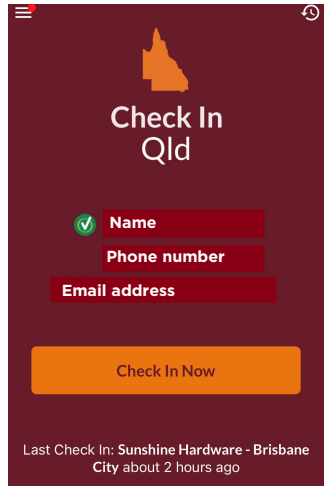 Check In
Qld
Name
Phone number
Email address
Check In Now
Last Check In: Sunshine Hardware - Brisbane
City about 2 hours ago